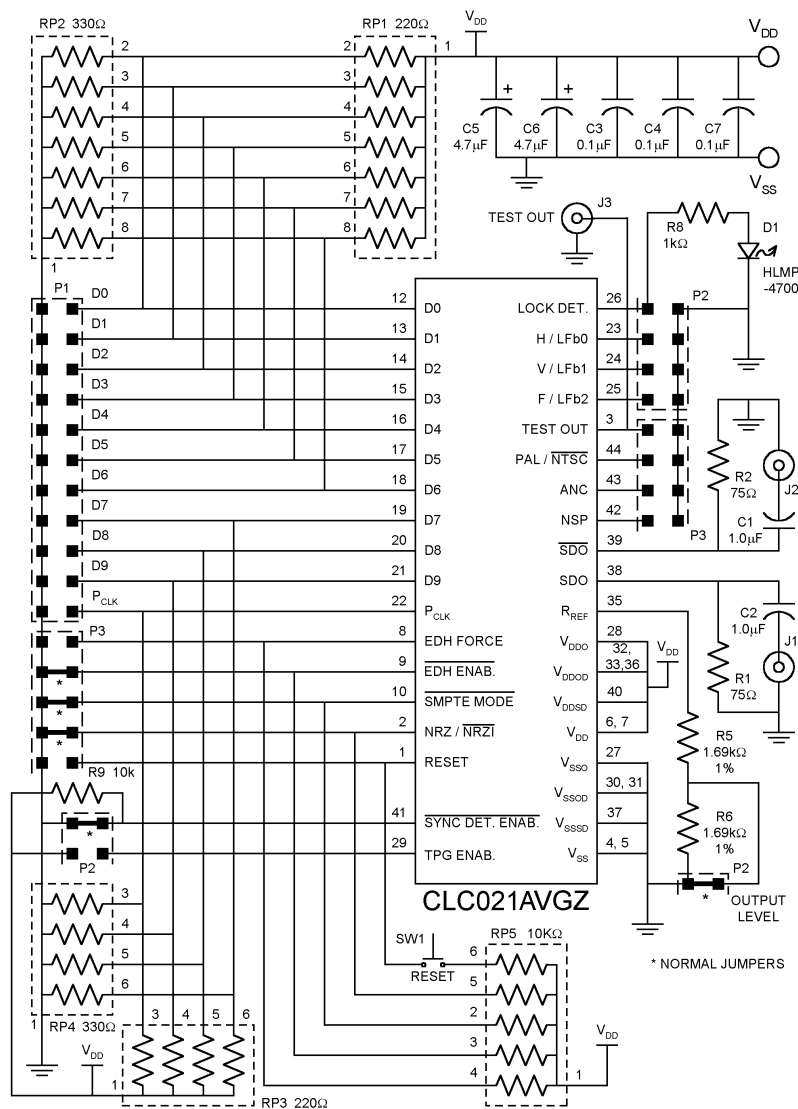 RP2 330Ω
RP1 220Ω
V_DD
V_DD
2 2 1
3 3
4 4
5 5
6 6
7 7
8 8
1
C5 4.7µF
C6 4.7µF
C3 0.1µF
C4 0.1µF
C7 0.1µF
V_SS
TEST OUT
J3
R8
1kΩ
D1
HLMP
-4700
P1
P2
D0 12 D0 LOCK DET. 26
D1 13 D1 H / LFb0 23
D2 14 D2 V / LFb1 24
D3 15 D3 F / LFb2 25
D4 16 D4 TEST OUT 3
D5 17 D5 PAL / NTSC 44
D6 18 D6 ANC 43
D7 19 D7 NSP 42
P3
D8 20 D8 SDO 39
D9 21 D9 SDO 38
P_CLK 22 P_CLK R_REF 35
R2
75Ω
J2
C1
1.0µF
C2
1.0µF
J1
R1
75Ω
P3
8 EDH FORCE V_DDO 28
V_DD
* 9 EDH ENAB. V_DDOD 32,
33,36
* 10 SMPTE MODE V_DDSD 40
* 2 NRZ / NRZI V_DD 6, 7
1 RESET V_SSO 27
V_SSOD 30, 31
R9 10k
* 41 SYNC DET. ENAB. V_SSSD 37
29 TPG ENAB. V_SS 4, 5
P2
R5
1.69kΩ
1%
R6
1.69kΩ
1%
P2
*
OUTPUT
LEVEL
CLC021AVGZ
3
4
5
6
1 RP4 330Ω
SW1
RESET
RP5 10KΩ
6
5
2
3
4
1
V_DD
* NORMAL JUMPERS
3 4 5 6
V_DD
1
RP3 220Ω